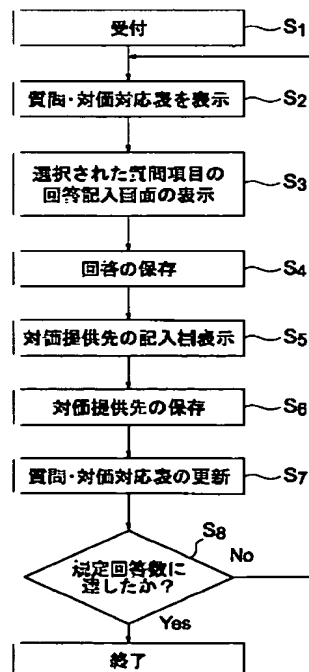 受付 S1
質問・対価対応表を表示 S2
選択された質問項目の
回答記入画面の表示 S3
回答の保存 S4
対価提供先の記入欄表示 S5
対価提供先の保存 S6
質問・対価対応表の更新 S7
S8
規定回答数に
達したか？
No
Yes
終了